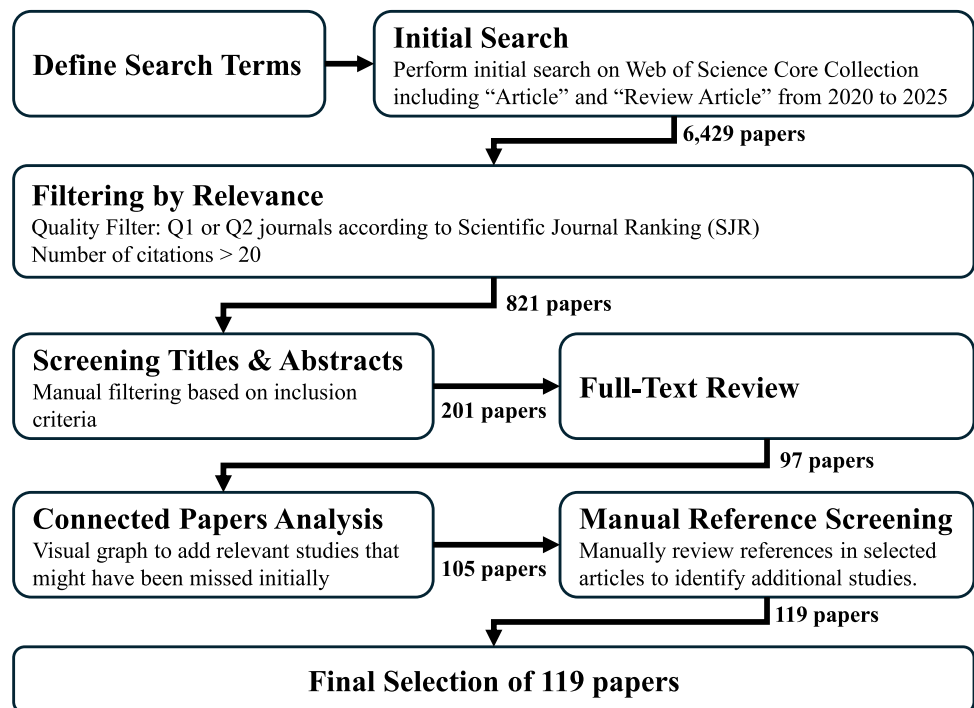 Define Search Terms
Initial Search
Perform initial search on Web of Science Core Collection
including “Article” and “Review Article” from 2020 to 2025
6,429 papers
Filtering by Relevance
Quality Filter: Q1 or Q2 journals according to Scientific Journal Ranking (SJR)
Number of citations > 20
821 papers
Screening Titles & Abstracts
Manual filtering based on inclusion
criteria
201 papers
Full-Text Review
97 papers
Connected Papers Analysis
Visual graph to add relevant studies that
might have been missed initially
105 papers
Manual Reference Screening
Manually review references in selected
articles to identify additional studies.
119 papers
Final Selection of 119 papers